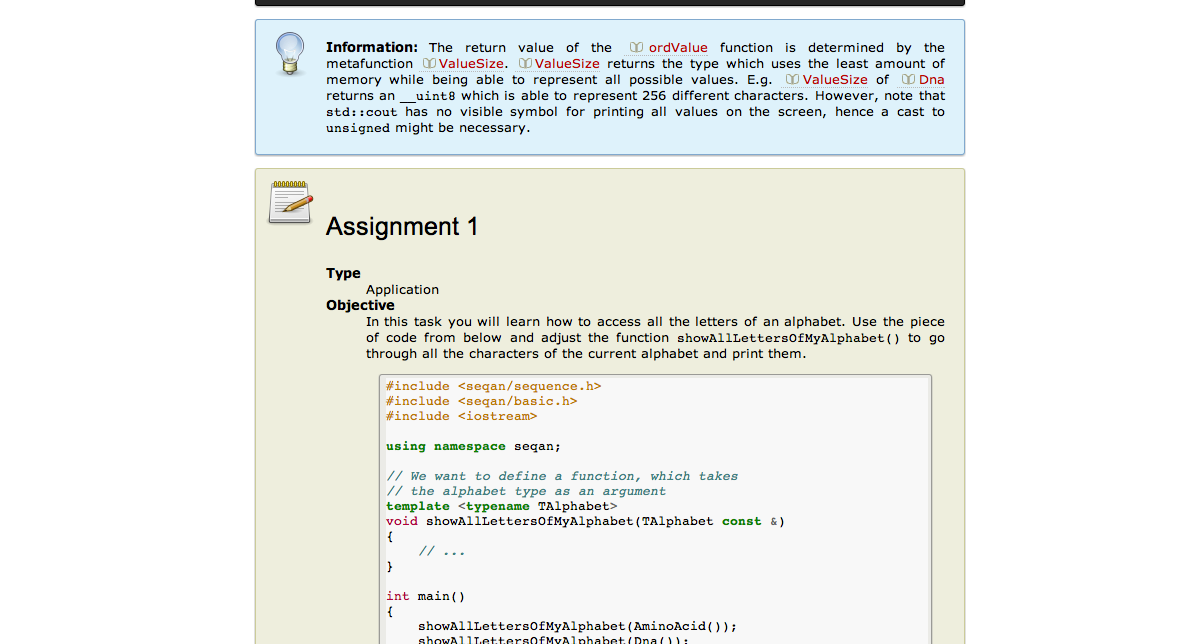 Information: The return value of the ordValue function is determined by the
metafunction ValueSize. ValueSize returns the type which uses the least amount of
memory while being able to represent all possible values. E.g. ValueSize of Dna
returns an __uint8 which is able to represent 256 different characters. However, note that
std::cout has no visible symbol for printing all values on the screen, hence a cast to
unsigned might be necessary.
Assignment 1
Type
Application
Objective
In this task you will learn how to access all the letters of an alphabet. Use the piece
of code from below and adjust the function showAllLettersOfMyAlphabet() to go
through all the characters of the current alphabet and print them.
#include <seqan/sequence.h>
#include <seqan/basic.h>
#include <iostream>
using namespace seqan;
// We want to define a function, which takes
// the alphabet type as an argument
template <typename TAlphabet>
void showAllLettersOfMyAlphabet(TAlphabet const &)
{
    // ...
}
int main()
{
    showAllLettersOfMyAlphabet(AminoAcid());
    showAllLettersOfMyAlphabet(Dna());